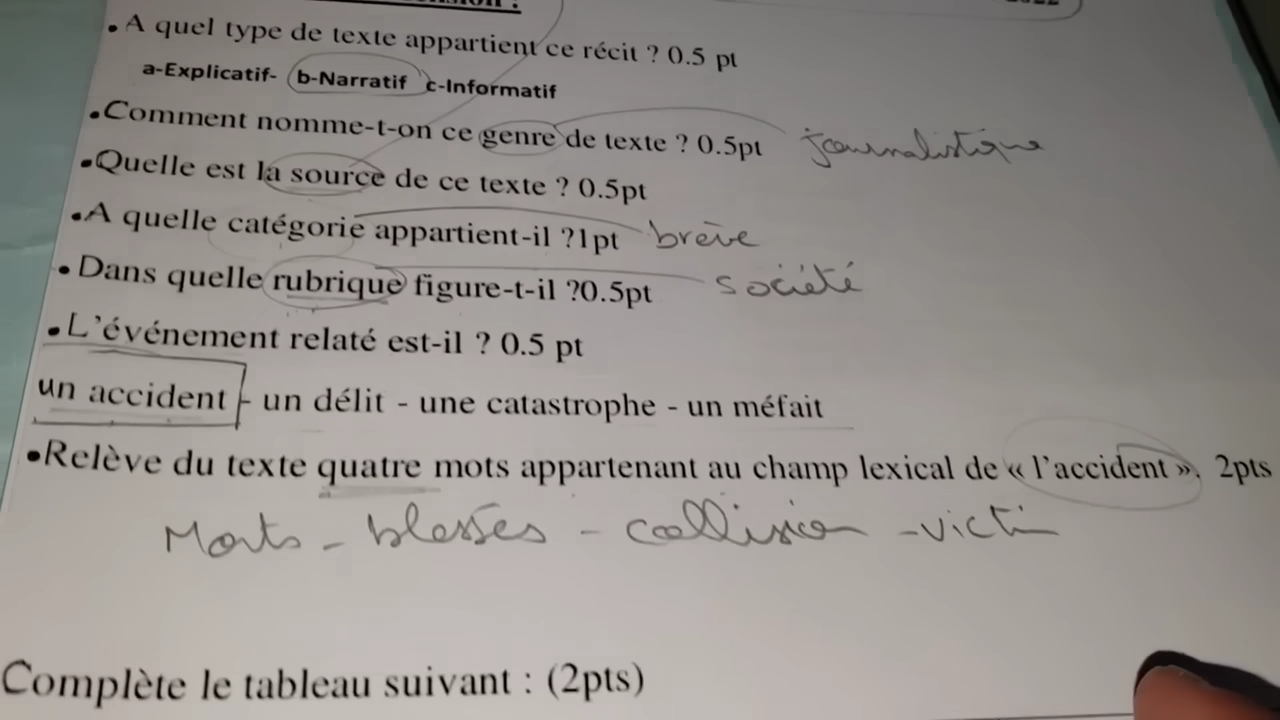 • A quel type de texte appartient ce récit ? 0.5 pt
a-Explicatif- b-Narratif c-Informatif
•Comment nomme-t-on ce genre de texte ? 0.5pt journalistique
•Quelle est la source de ce texte ? 0.5pt
•A quelle catégorie appartient-il ?1pt brève
• Dans quelle rubrique figure-t-il ?0.5pt société
•L'événement relaté est-il ? 0.5 pt
un accident - un délit - une catastrophe - un méfait
•Relève du texte quatre mots appartenant au champ lexical de « l'accident ». 2pts
Morts - blessés - collision - victi
Complète le tableau suivant : (2pts)